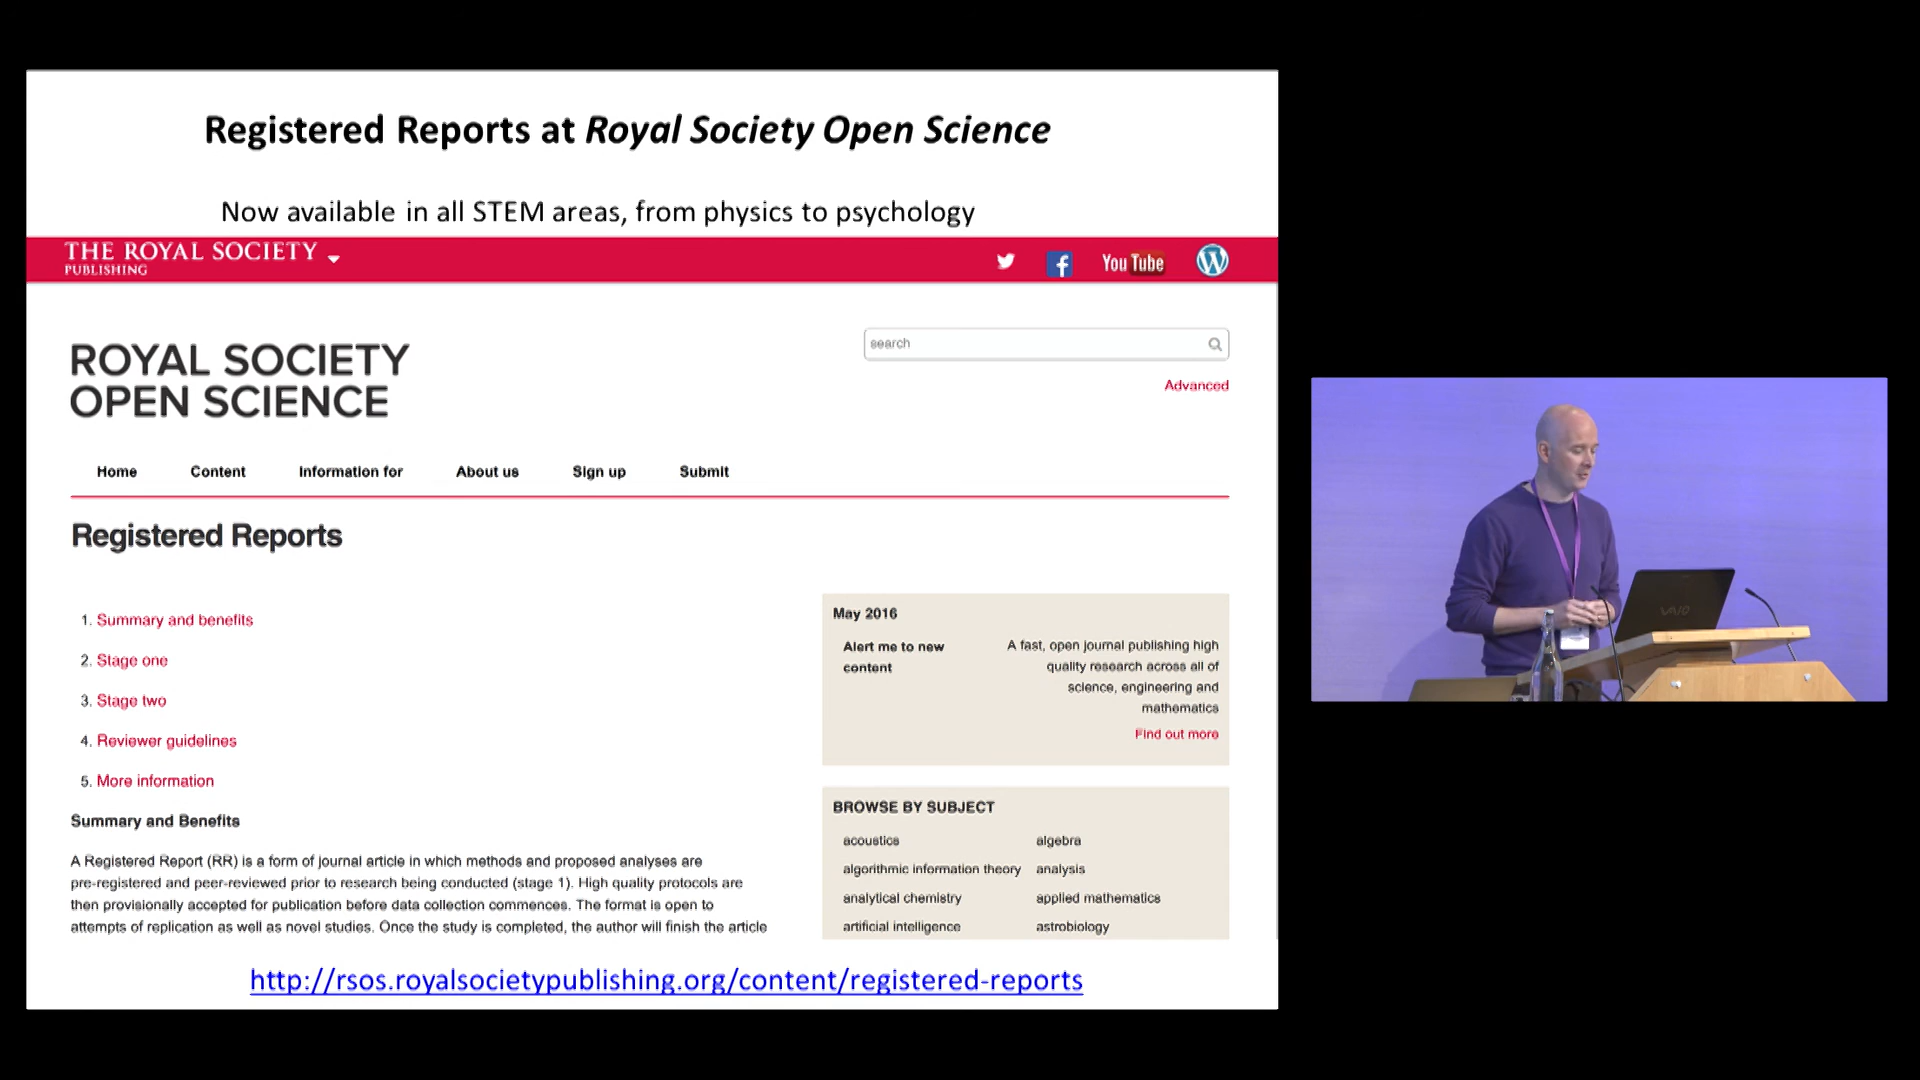 Registered Reports at Royal Society Open Science
Now available in all STEM areas, from physics to psychology
THE ROYAL SOCIETY
PUBLISHING
You Tube
ROYAL SOCIETY
OPEN SCIENCE
search
Advanced
Home Content Information for About us Sign up Submit
Registered Reports
1. Summary and benefits
2. Stage one
3. Stage two
4. Reviewer guidelines
5. More information
Summary and Benefits
A Registered Report (RR) is a form of journal article in which methods and proposed analyses are
pre-registered and peer-reviewed prior to research being conducted (stage 1). High quality protocols are
then provisionally accepted for publication before data collection commences. The format is open to
attempts of replication as well as novel studies. Once the study is completed, the author will finish the article
May 2016
Alert me to new
content
A fast, open journal publishing high
quality research across all of
science, engineering and
mathematics
Find out more
BROWSE BY SUBJECT
acoustics algebra
algorithmic information theory analysis
analytical chemistry applied mathematics
artificial intelligence astrobiology
http://rsos.royalsocietypublishing.org/content/registered-reports
VAIO